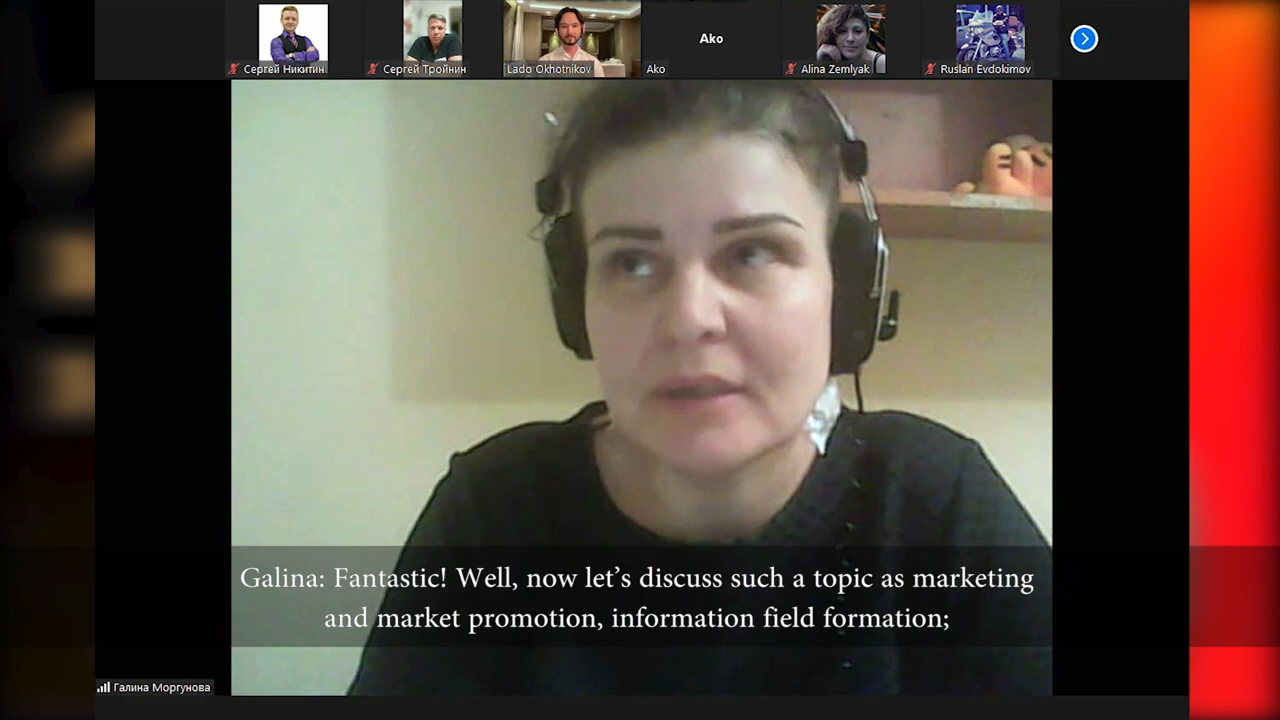 Сергей Никитин
Сергей Тройнин
Lado Okhotnikov
Ako
Ako
Alina Zemlyak
Ruslan Evdokimov
Galina: Fantastic! Well, now let's discuss such a topic as marketing
and market promotion, information field formation;
Галина Моргунова